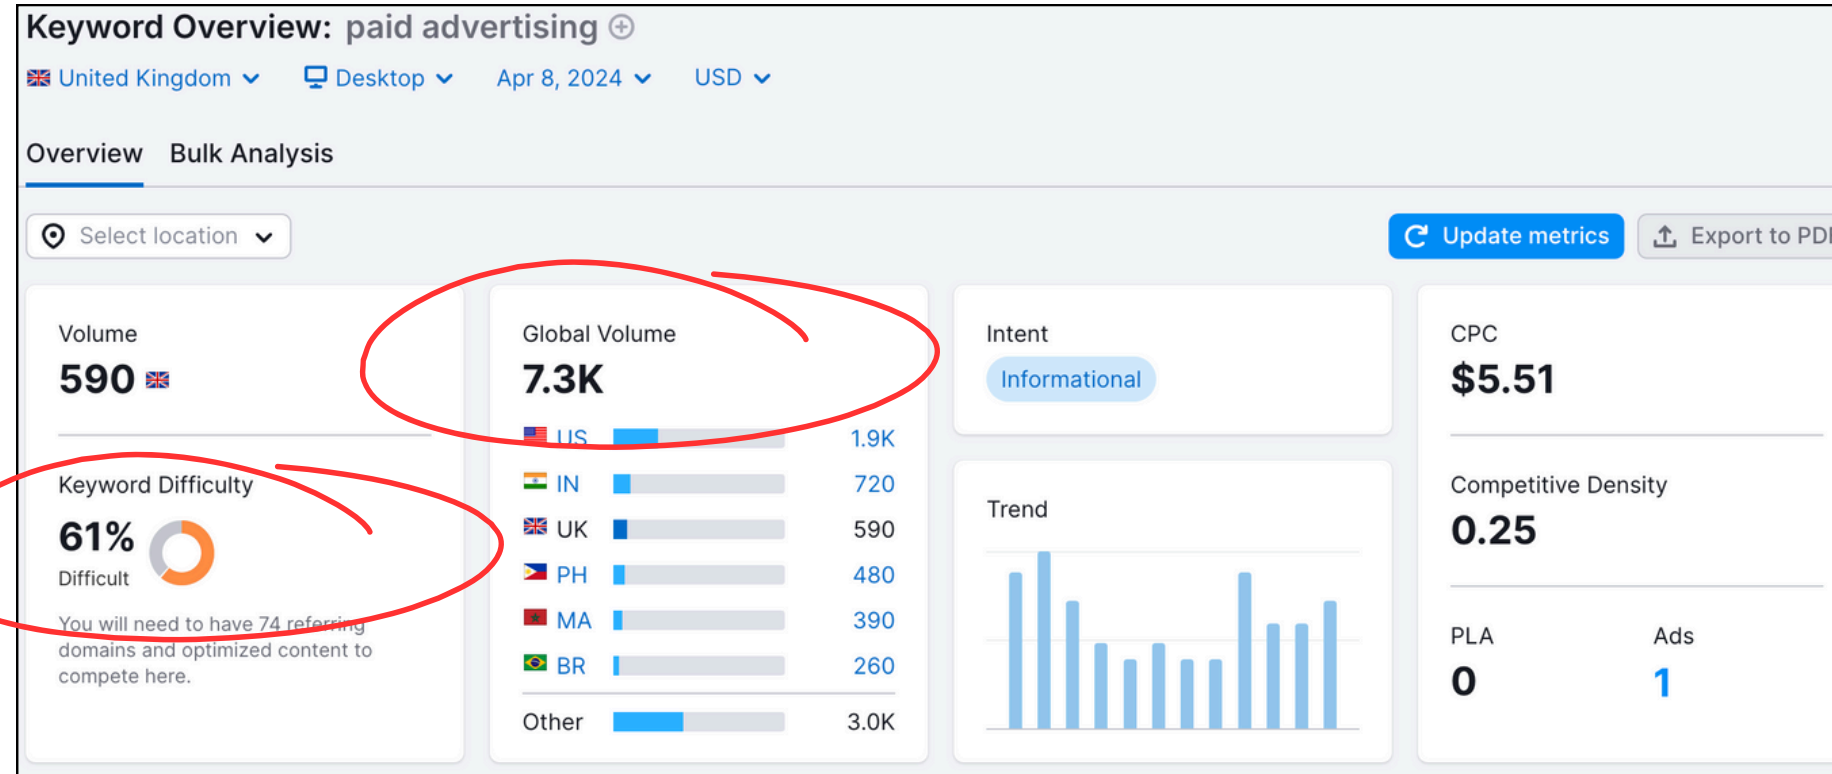 Keyword Overview: paid advertising
United Kingdom Desktop Apr 8, 2024 USD
Overview Bulk Analysis
Select location
Update metrics Export to PD
Volume
590
Keyword Difficulty
61%
Difficult
You will need to have 74 referring
domains and optimized content to
compete here.
Global Volume
7.3K
US 1.9K
IN 720
UK 590
PH 480
MA 390
BR 260
Other 3.0K
Intent
Informational
Trend
CPC
$5.51
Competitive Density
0.25
PLA Ads
0 1